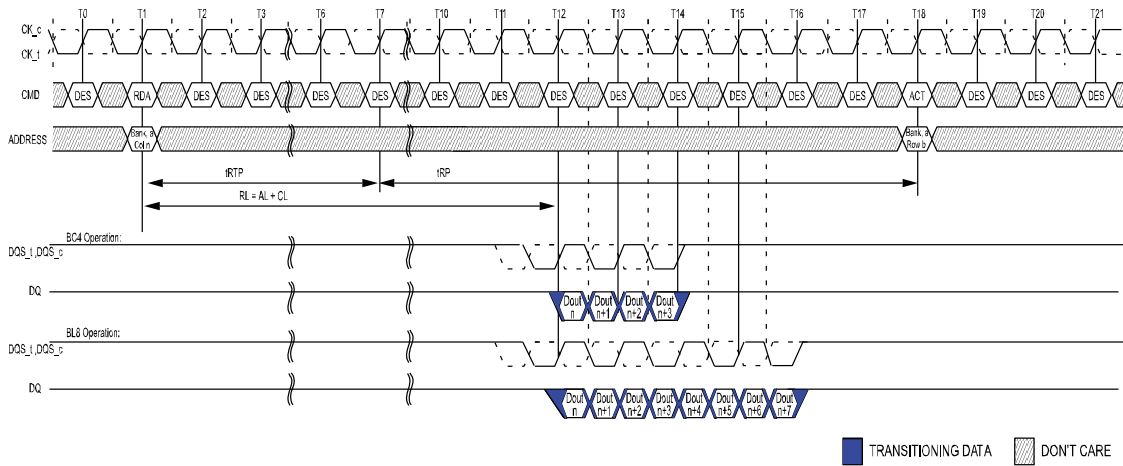 T0 T1 T2 T3 T6 T7 T10 T11 T12 T13 T14 T15 T16 T17 T18 T19 T20 T21
CK_c
CK_t
CMD DES RDA DES DES DES DES DES DES DES DES DES DES DES DES ACT DES DES DES
ADDRESS Bank, a Bank, a
Col n Row b
tRTP tRP
RL = AL + CL
BC4 Operation:
DQS_t ,DQS_c
DQ Dout Dout Dout Dout
n n+1 n+2 n+3
BL8 Operation:
DQS_t ,DQS_c
DQ Dout Dout Dout Dout Dout Dout Dout Dout
n n+1 n+2 n+3 n+4 n+5 n+6 n+7
TRANSITIONING DATA DON'T CARE